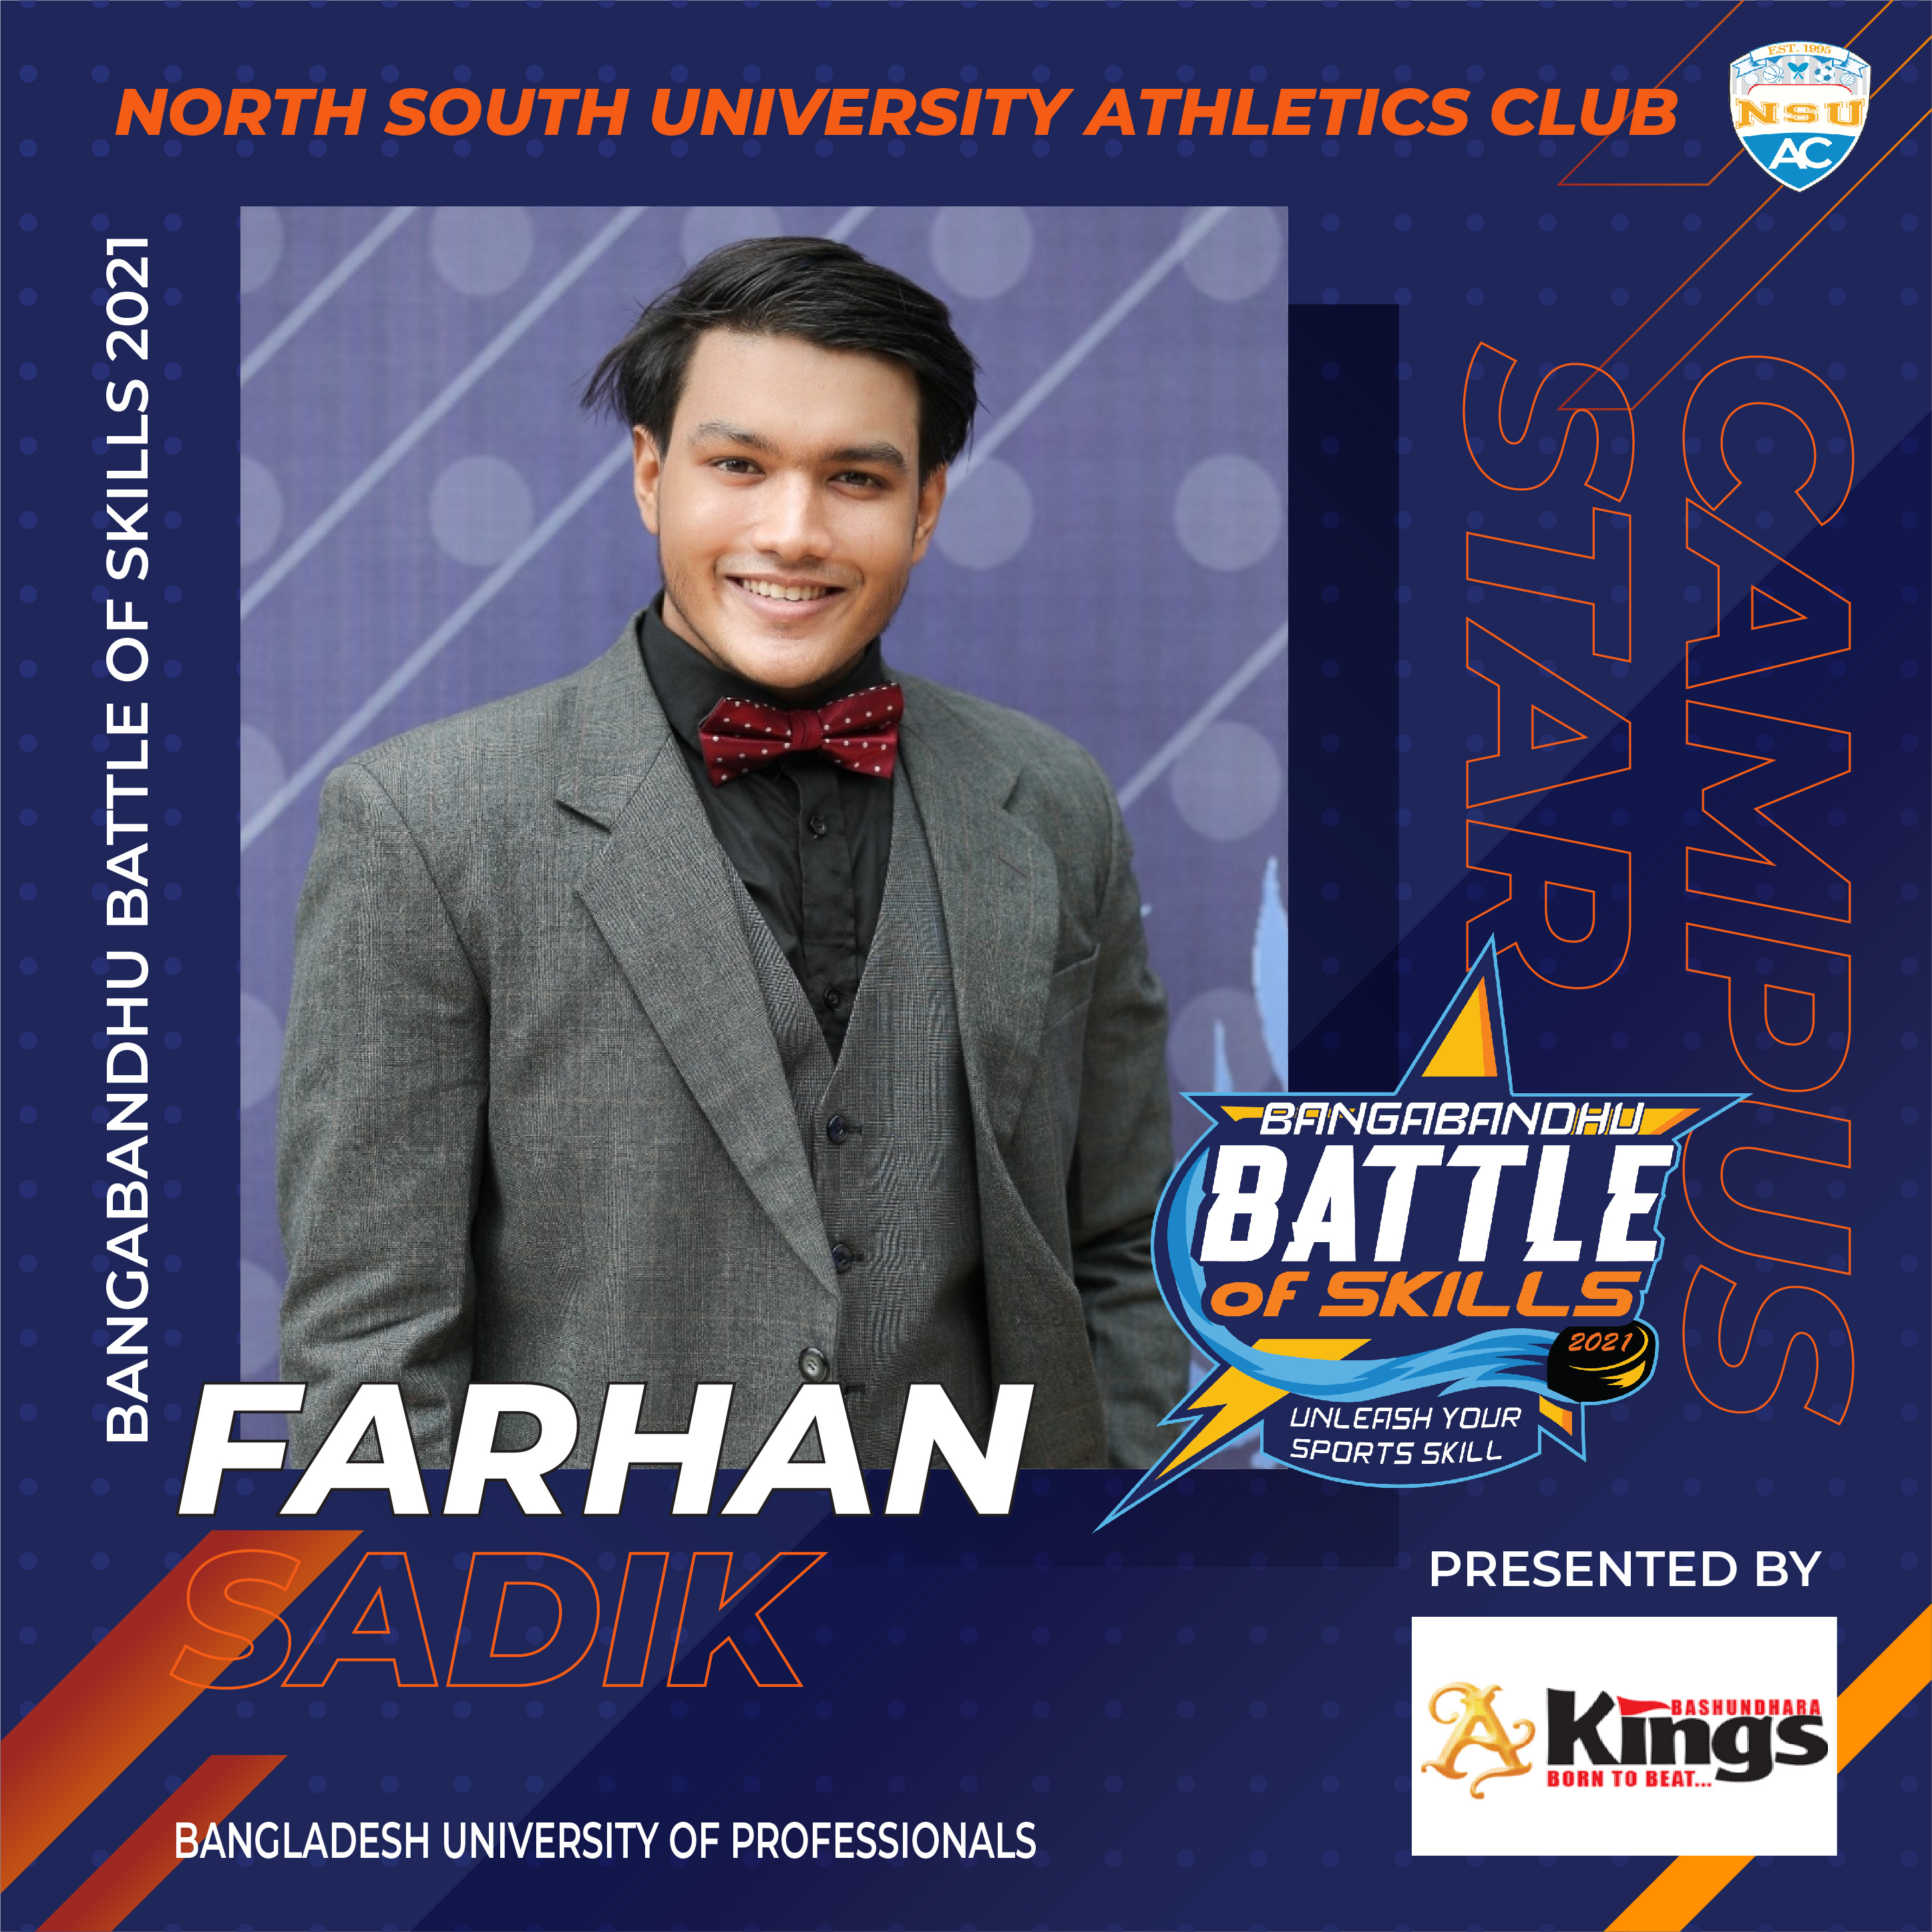 NORTH SOUTH UNIVERSITY ATHLETICS CLUB
EST. 1995
NSU
AC
BANGABANDHU BATTLE OF SKILLS 2021
CAMPUS
STAR
BANGABANDHU
BATTLE
OF SKILLS
2021
UNLEASH YOUR
SPORTS SKILL
FARHAN
SADIK
BANGLADESH UNIVERSITY OF PROFESSIONALS
PRESENTED BY
A
BASHUNDHARA
Kings
BORN TO BEAT...